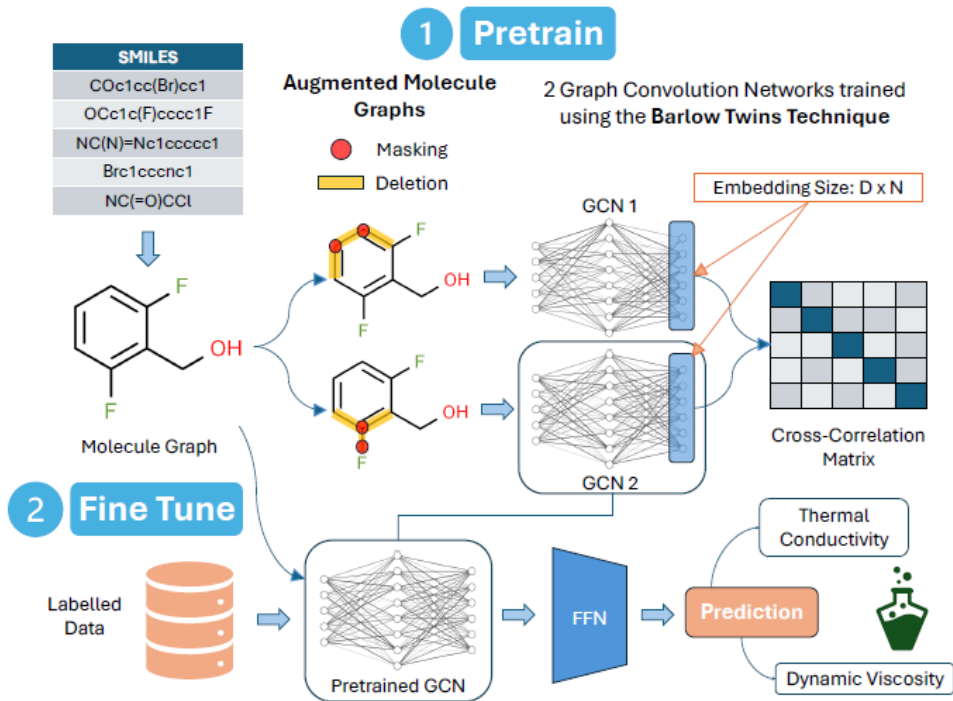 1 Pretrain
SMILES
COc1cc(Br)cc1
OCc1c(F)cccc1F
NC(N)=Nc1ccccc1
Brc1cccnc1
NC(=O)CCl
Augmented Molecule
Graphs
Masking
Deletion
2 Graph Convolution Networks trained
using the Barlow Twins Technique
Embedding Size: D x N
GCN 1
F
OH
F
F
OH
F
Molecule Graph
F
OH
F
GCN 2
Cross-Correlation
Matrix
2 Fine Tune
Labelled
Data
Pretrained GCN
FFN
Prediction
Thermal
Conductivity
Dynamic Viscosity